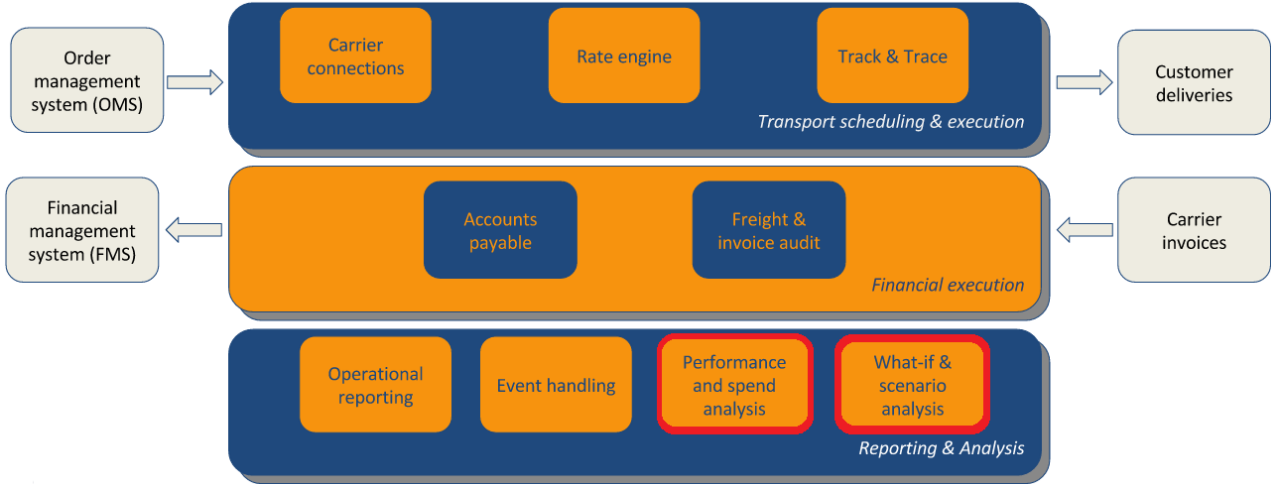 Order
management
system (OMS)
Carrier
connections
Rate engine
Track & Trace
Transport scheduling & execution
Customer
deliveries
Financial
management
system (FMS)
Accounts
payable
Freight &
invoice audit
Financial execution
Carrier
invoices
Operational
reporting
Event handling
Performance
and spend
analysis
What-if &
scenario
analysis
Reporting & Analysis